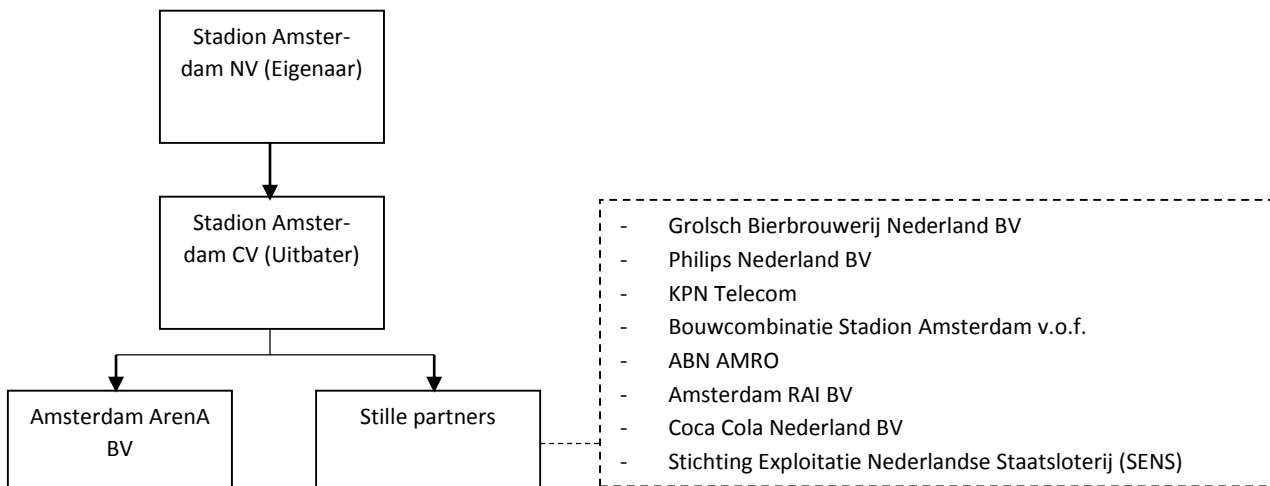 Stadion Amster-
dam NV (Eigenaar)
Stadion Amster-
dam CV (Uitbater)
- Grolsch Bierbrouwerij Nederland BV
- Philips Nederland BV
- KPN Telecom
- Bouwcombinatie Stadion Amsterdam v.o.f.
- ABN AMRO
- Amsterdam RAI BV
- Coca Cola Nederland BV
- Stichting Exploitatie Nederlandse Staatsloterij (SENS)
Amsterdam ArenA
BV
Stille partners